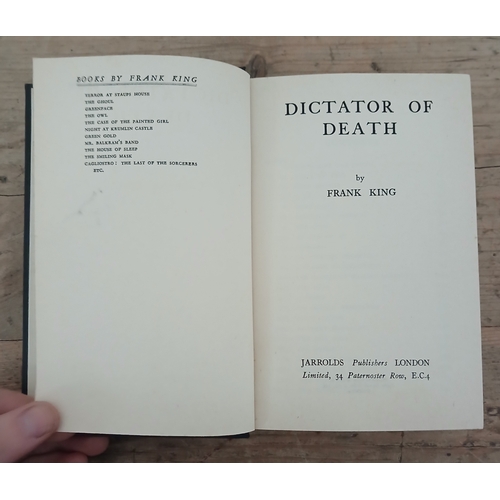 BOOKS BY FRANK KING
TERROR AT STAUPS HOUSE
THE GHOUL
GREENFACE
THE OWL
THE CASE OF THE PAINTED GIRL
NIGHT AT KRUMLIN CASTLE
GREEN GOLD
MR. BALKRAM'S BAND
THE HOUSE OF SLEEP
THE SMILING MASK
CAGLIOSTRO: THE LAST OF THE SORCERERS
ETC.
DICTATOR OF
DEATH
by
FRANK KING
JARROLDS Publishers LONDON
Limited, 34 Paternoster Row, E.C.4